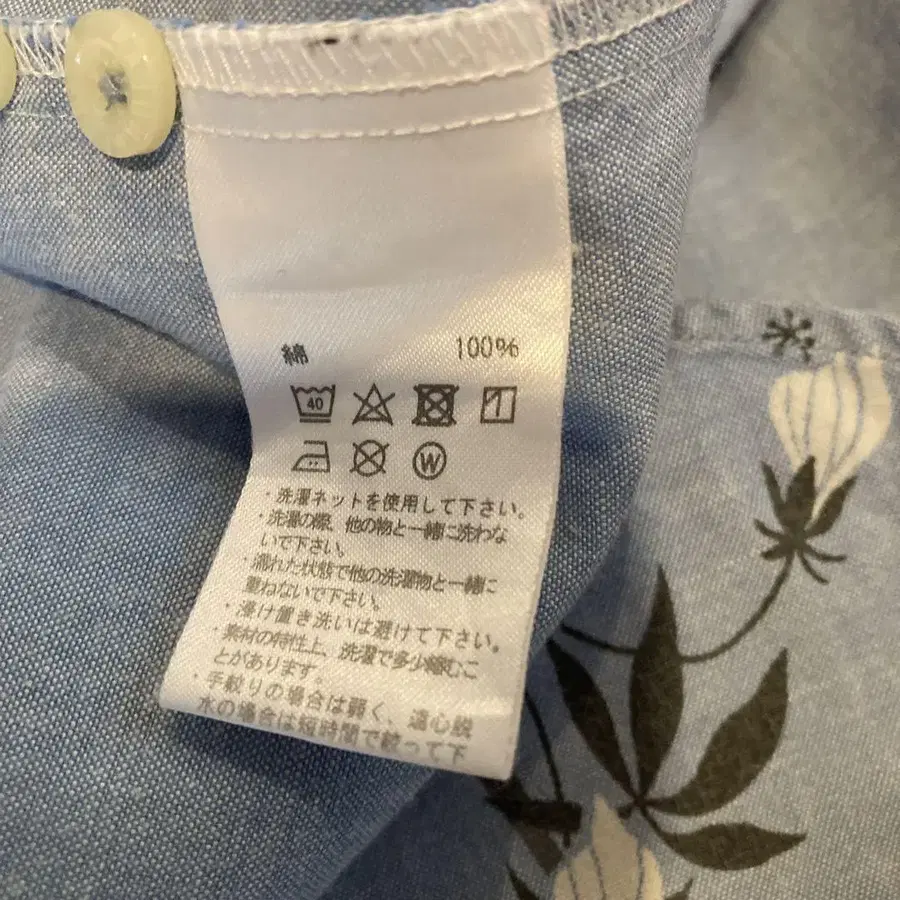 綿 100%
40
W
・洗濯ネットを使用して下さい。
・洗濯の際、他の物と一緒に洗わな
いで下さい。
・濡れた状態で他の洗濯物と一緒に
重ねないで下さい。
・浸け置き洗いは避けて下さい。
・素材の特性上、洗濯で多少縮むこ
とがあります。
・手絞りの場合は弱く、遠心脱
水の場合は短時間で絞って下